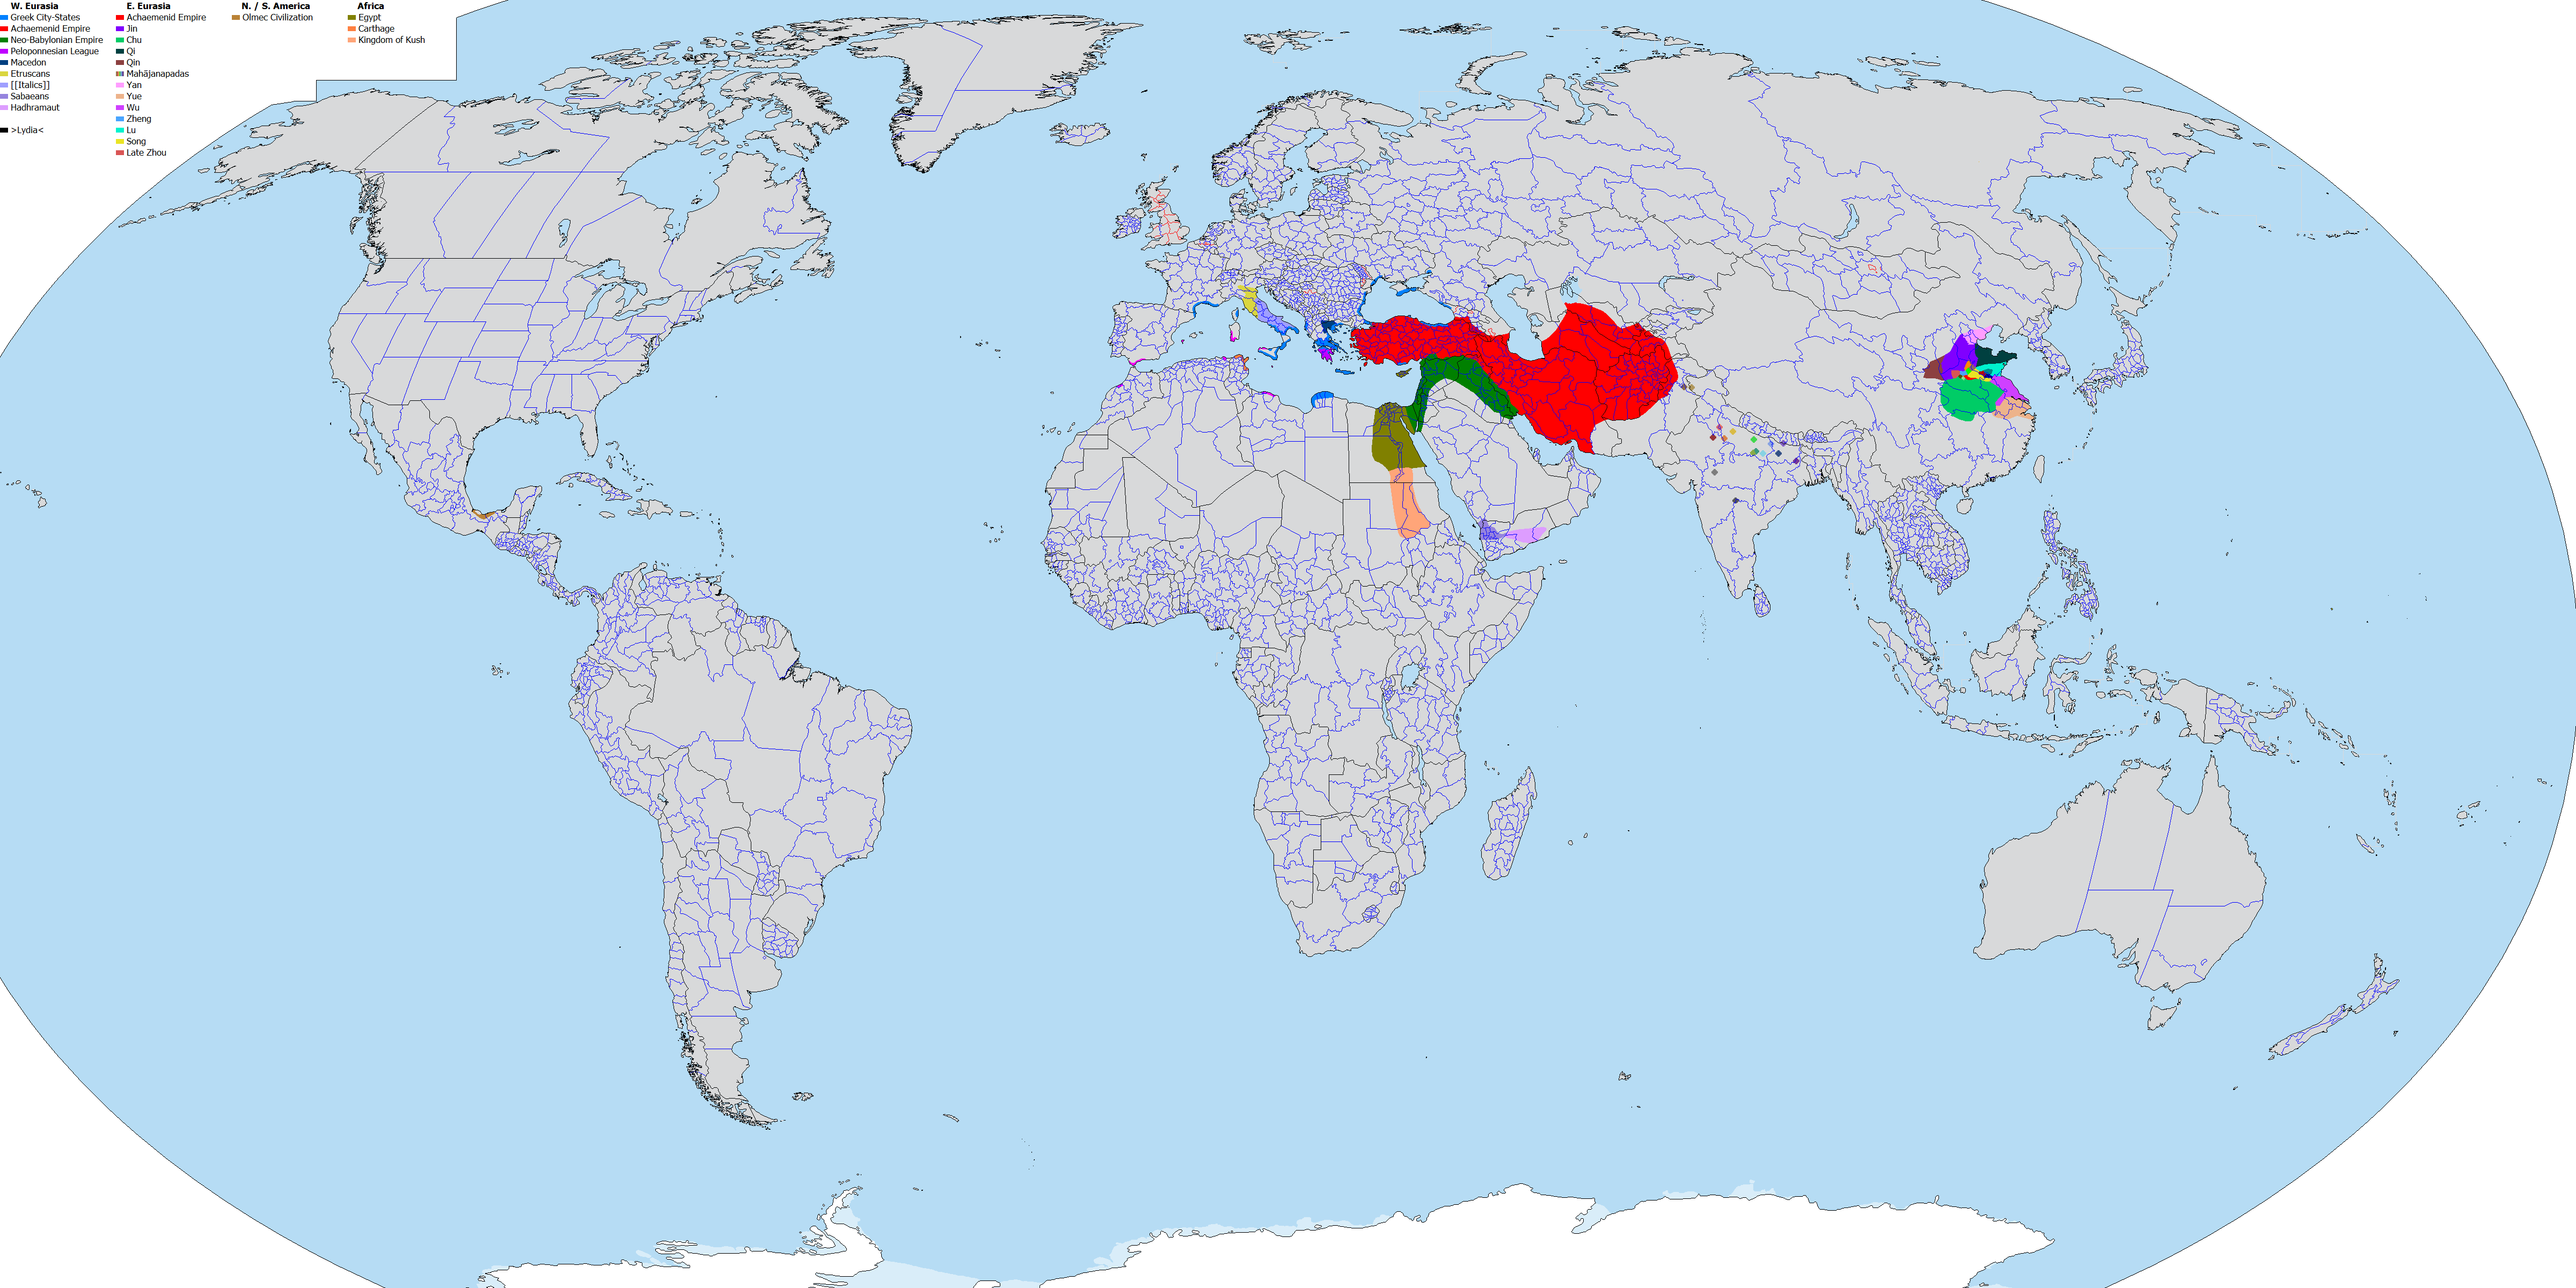 W. Eurasia
Greek City-States
Achaemenid Empire
Neo-Babylonian Empire
Peloponnesian League
Macedon
Etruscans
[[Italics]]
Sabaeans
Hadhramaut
>Lydia<
E. Eurasia
Achaemenid Empire
Jin
Chu
Qi
Qin
Mahājanapadas
Yan
Yue
Wu
Zheng
Lu
Song
Late Zhou
N. / S. America
Olmec Civilization
Africa
Egypt
Carthage
Kingdom of Kush